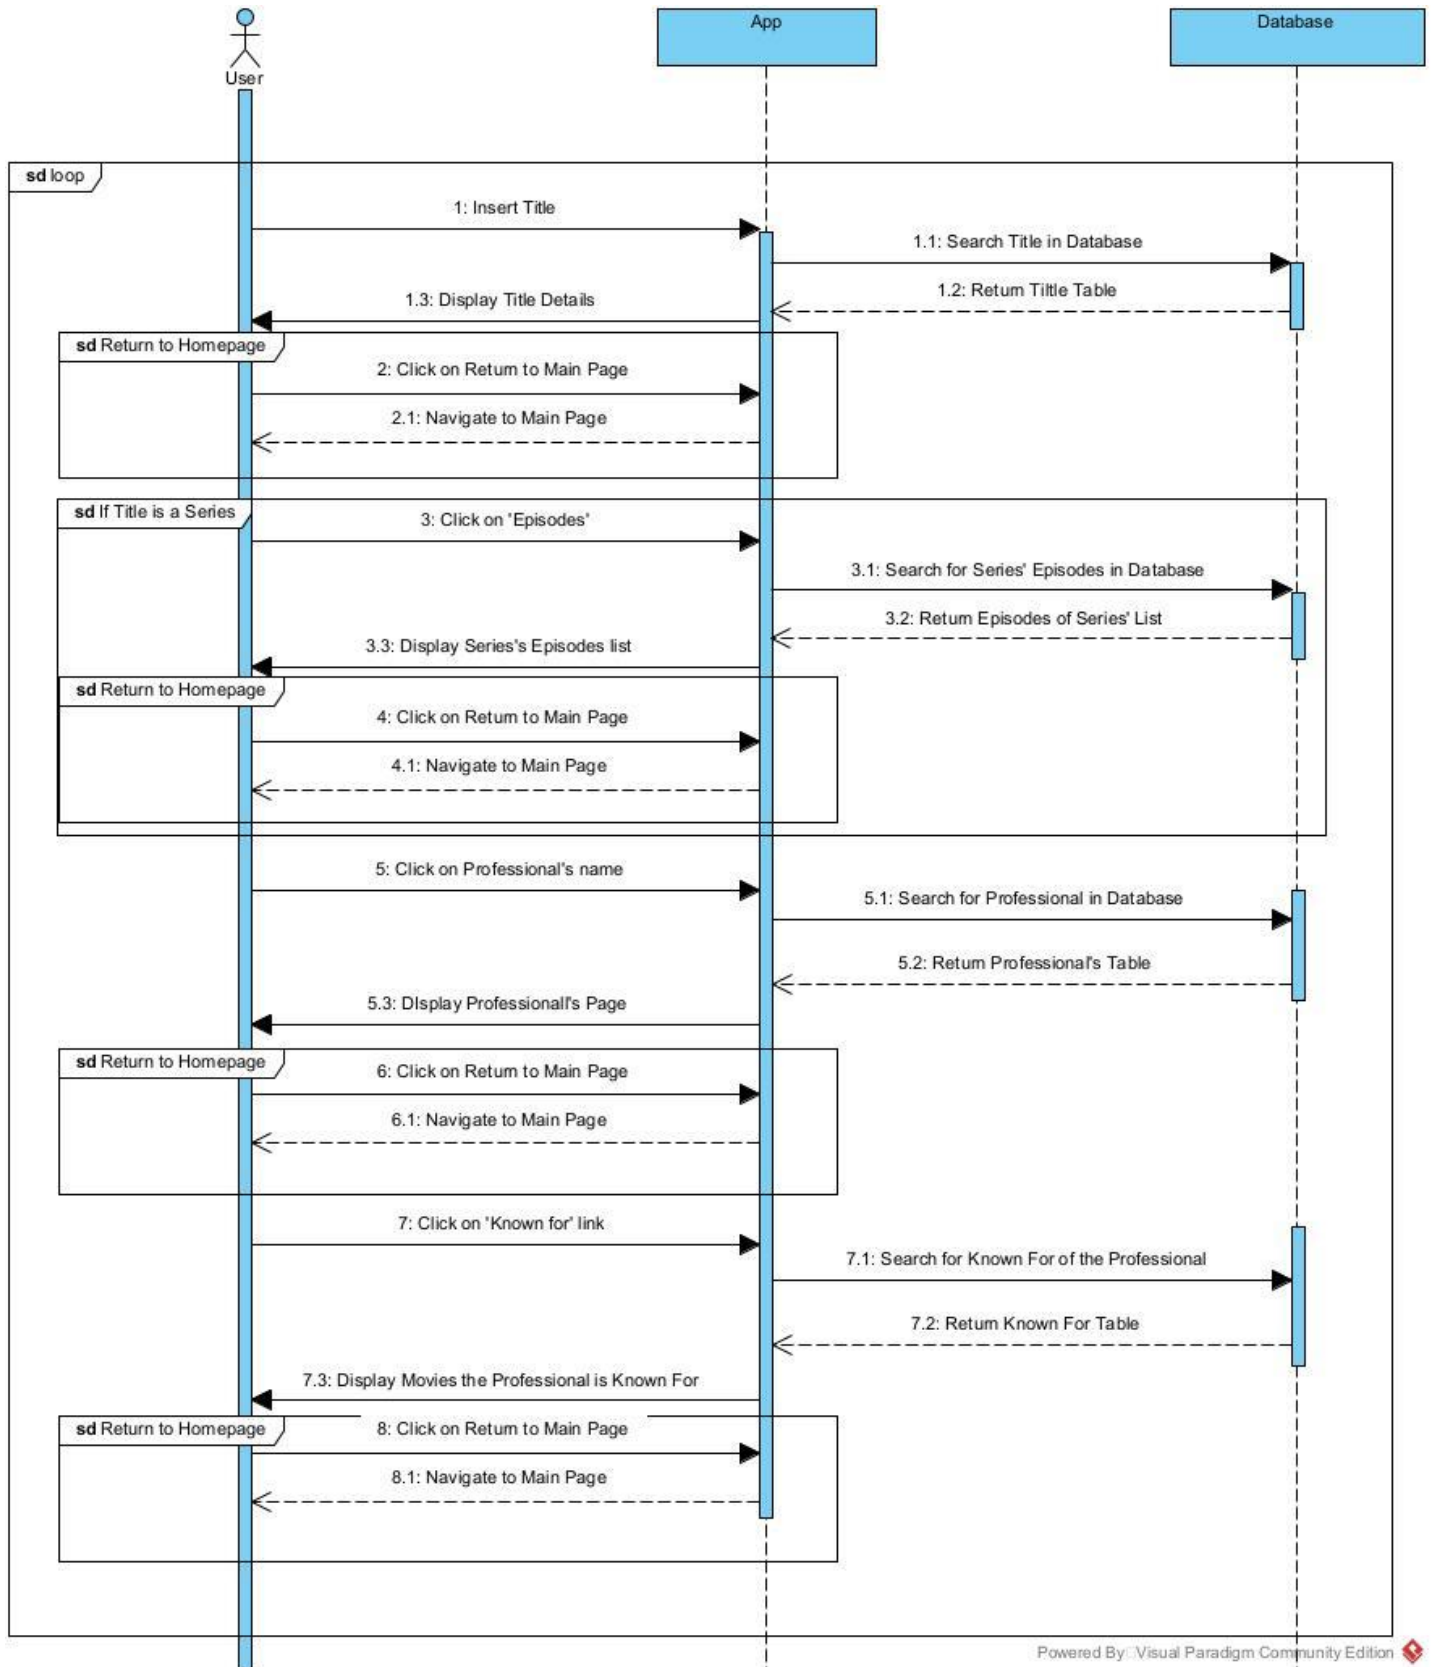 User
App
Database
sd loop
1: Insert Title
1.1: Search Title in Database
1.2: Return Tiltle Table
1.3: Display Title Details
sd Return to Homepage
2: Click on Return to Main Page
2.1: Navigate to Main Page
sd If Title is a Series
3: Click on 'Episodes'
3.1: Search for Series' Episodes in Database
3.2: Return Episodes of Series' List
3.3: Display Series's Episodes list
sd Return to Homepage
4: Click on Return to Main Page
4.1: Navigate to Main Page
5: Click on Professional's name
5.1: Search for Professional in Database
5.2: Return Professional's Table
5.3: DIsplay Professionall's Page
sd Return to Homepage
6: Click on Return to Main Page
6.1: Navigate to Main Page
7: Click on 'Known for' link
7.1: Search for Known For of the Professional
7.2: Return Known For Table
7.3: Display Movies the Professional is Known For
sd Return to Homepage
8: Click on Return to Main Page
8.1: Navigate to Main Page
Powered By Visual Paradigm Community Edition